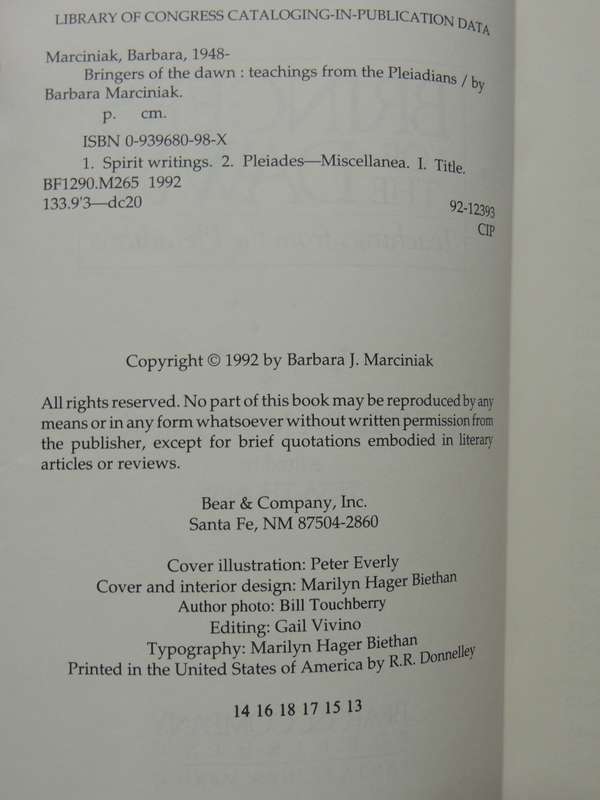 LIBRARY OF CONGRESS CATALOGING-IN-PUBLICATION DATA
Marciniak, Barbara, 1948-
Bringers of the dawn : teachings from the Pleiadians / by
Barbara Marciniak.
p. cm.
ISBN 0-939680-98-X
1. Spirit writings. 2. Pleiades—Miscellanea. I. Title.
BF1290.M265 1992
133.9'3—dc20
92-12393
CIP
Copyright © 1992 by Barbara J. Marciniak
All rights reserved. No part of this book may be reproduced by any
means or in any form whatsoever without written permission from
the publisher, except for brief quotations embodied in literary
articles or reviews.
Bear & Company, Inc.
Santa Fe, NM 87504-2860
Cover illustration: Peter Everly
Cover and interior design: Marilyn Hager Biethan
Author photo: Bill Touchberry
Editing: Gail Vivino
Typography: Marilyn Hager Biethan
Printed in the United States of America by R.R. Donnelley
14 16 18 17 15 13